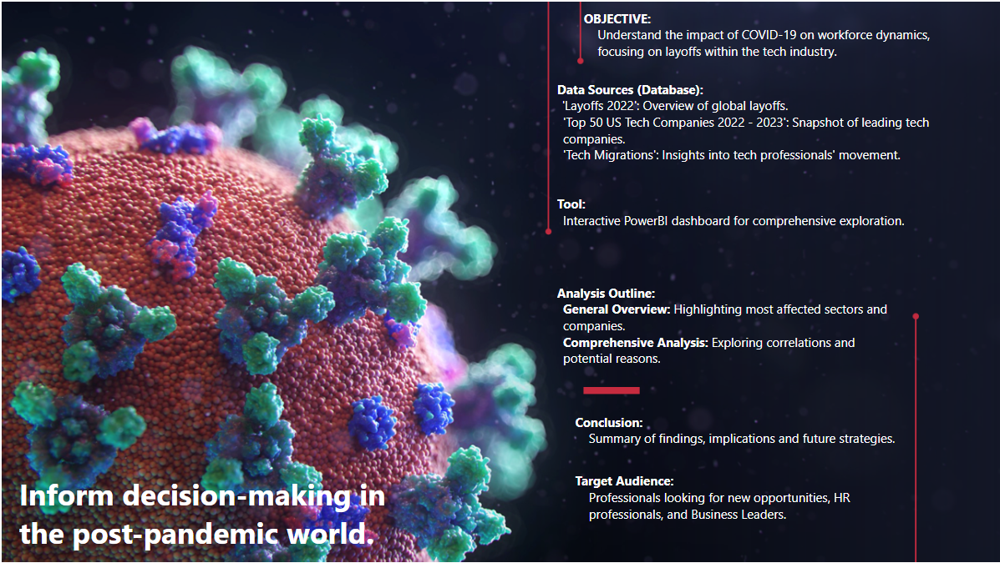 OBJECTIVE:
Understand the impact of COVID-19 on workforce dynamics,
focusing on layoffs within the tech industry.
Data Sources (Database):
'Layoffs 2022': Overview of global layoffs.
'Top 50 US Tech Companies 2022 - 2023': Snapshot of leading tech
companies.
'Tech Migrations': Insights into tech professionals' movement.
Tool:
Interactive PowerBI dashboard for comprehensive exploration.
Analysis Outline:
General Overview: Highlighting most affected sectors and
companies.
Comprehensive Analysis: Exploring correlations and
potential reasons.
Conclusion:
Summary of findings, implications and future strategies.
Target Audience:
Professionals looking for new opportunities, HR
professionals, and Business Leaders.
Inform decision-making in
the post-pandemic world.